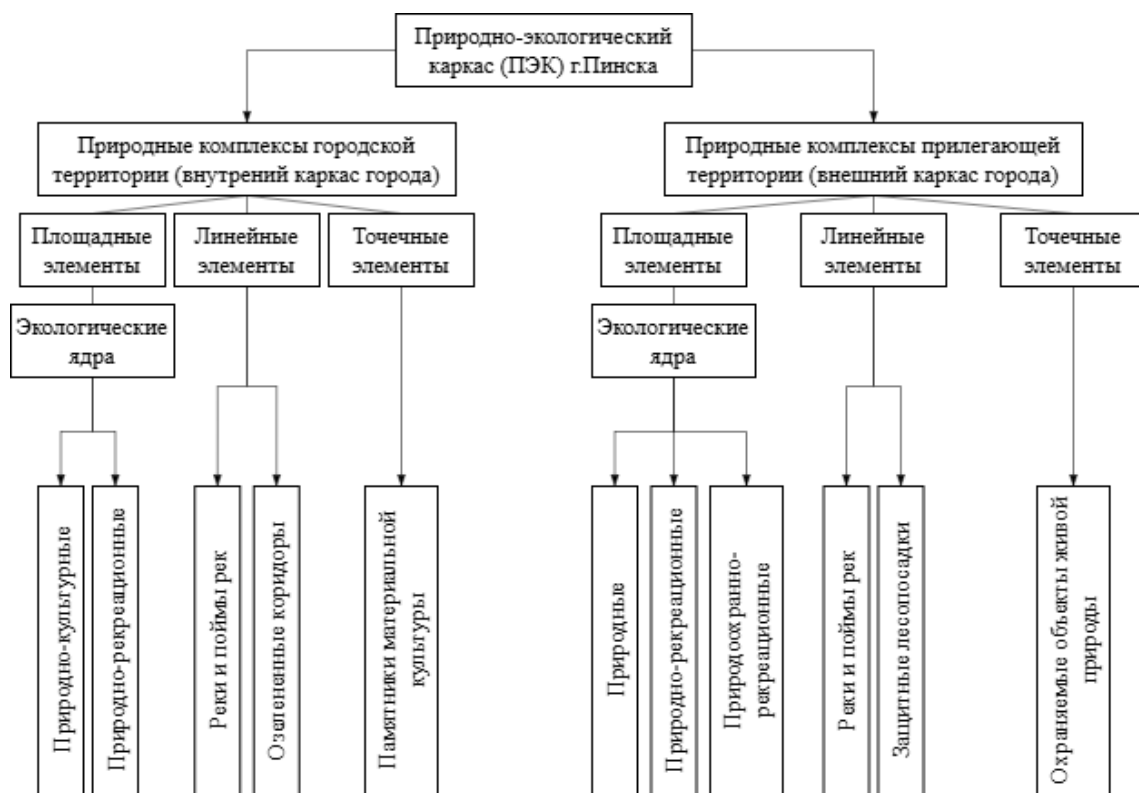 Природно-экологический
каркас (ПЭК) г.Пинска
Природные комплексы городской
территории (внутрений каркас города)
Природные комплексы прилегающей
территории (внешний каркас города)
Площадные
элементы
Линейные
элементы
Точечные
элементы
Площадные
элементы
Линейные
элементы
Точечные
элементы
Экологические
ядра
Экологические
ядра
Природно-культурные
Природно-рекреационные
Реки и поймы рек
Озелененные коридоры
Памятники материальной
культуры
Природные
Природно-рекреационные
Природоохранно-
рекреационные
Реки и поймы рек
Защитные лесопосадки
Охраняемые объекты живой
природы